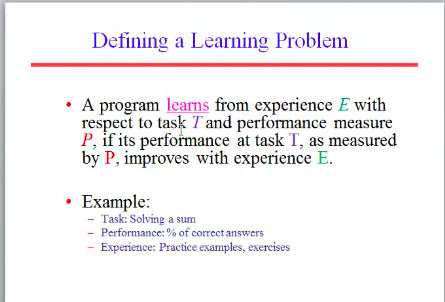 Defining a Learning Problem
• A program learns from experience E with
respect to task T and performance measure
P, if its performance at task T, as measured
by P, improves with experience E.
• Example:
– Task: Solving a sum
– Performance: % of correct answers
– Experience: Practice examples, exercises